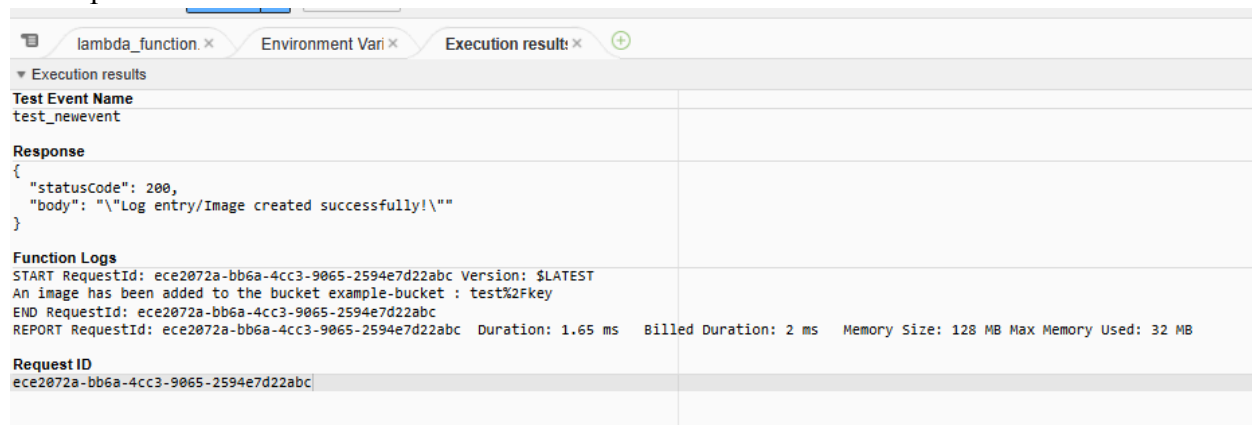 lambda_function. × Environment Vari × Execution results ×
Execution results
Test Event Name
test_newevent
Response
{
"statusCode": 200,
"body": "\"Log entry/Image created successfully!\""
}
Function Logs
START RequestId: ece2072a-bb6a-4cc3-9065-2594e7d22abc Version: $LATEST
An image has been added to the bucket example-bucket : test%2Fkey
END RequestId: ece2072a-bb6a-4cc3-9065-2594e7d22abc
REPORT RequestId: ece2072a-bb6a-4cc3-9065-2594e7d22abc Duration: 1.65 ms Billed Duration: 2 ms Memory Size: 128 MB Max Memory Used: 32 MB
Request ID
ece2072a-bb6a-4cc3-9065-2594e7d22abc